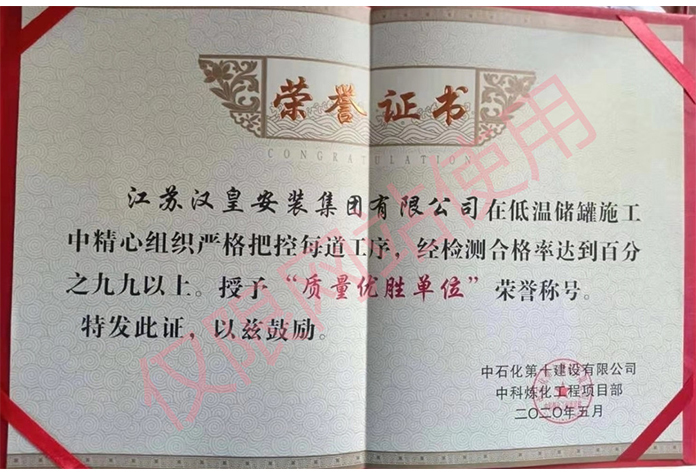 荣誉证书
CONGRATULATION
江苏汉皇安装集团有限公司在低温储罐施工
中精心组织严格把控每道工序，经检测合格率达到百分
之九九以上。授予“质量优胜单位”荣誉称号。
特发此证，以兹鼓励。
中石化第十建设有限公司
中科炼化工程项目部
二〇二〇年五月
仅限网站使用